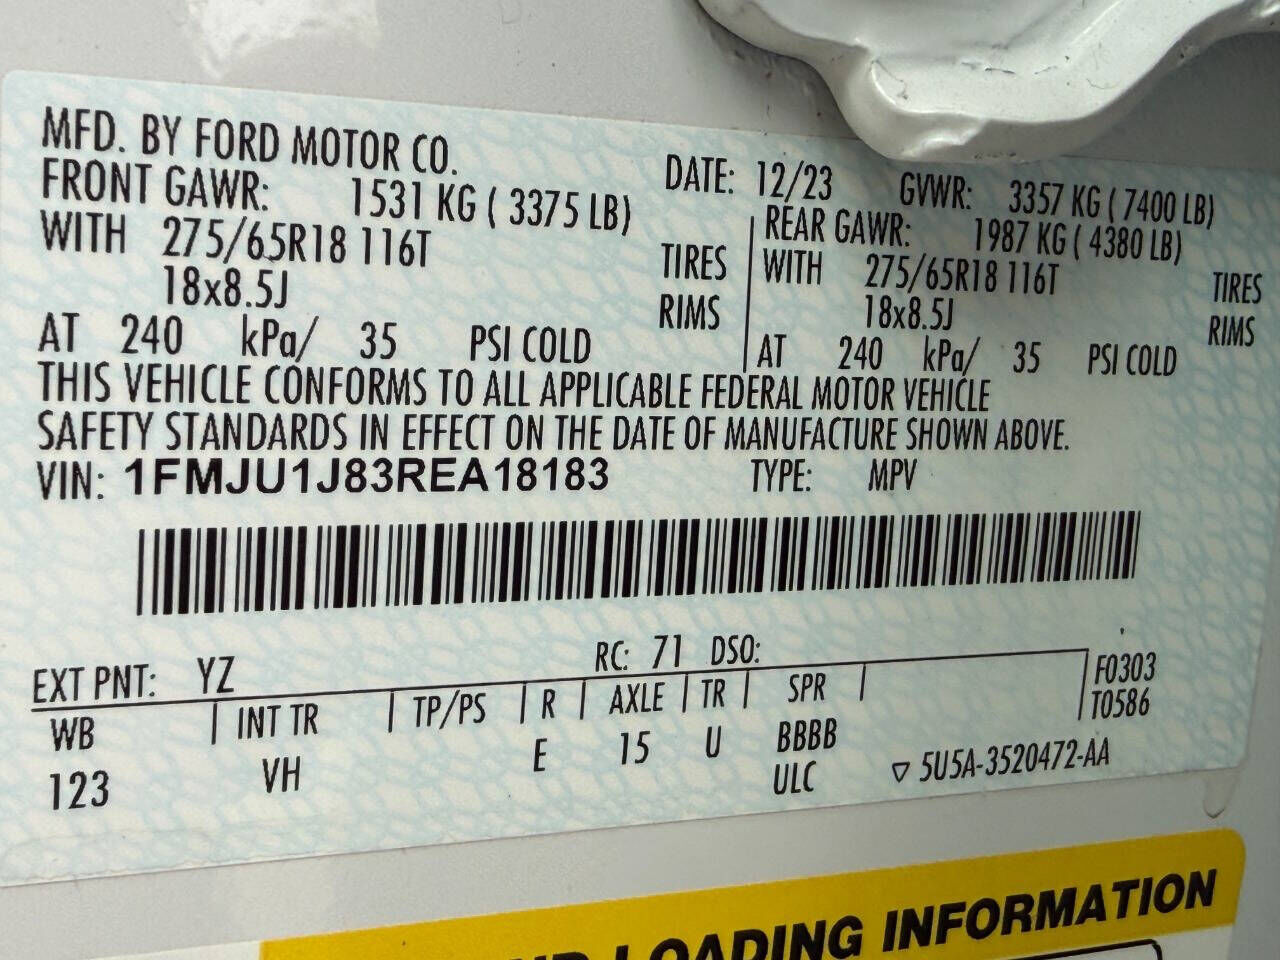 MFD. BY FORD MOTOR CO.
DATE: 12/23 GVWR: 3357 KG ( 7400 LB)
FRONT GAWR: 1531 KG ( 3375 LB)
REAR GAWR: 1987 KG ( 4380 LB)
WITH 275/65R18 116T TIRES
WITH 275/65R18 116T TIRES
18x8.5J RIMS
18x8.5J RIMS
AT 240 kPa/ 35 PSI COLD
AT 240 kPa/ 35 PSI COLD
THIS VEHICLE CONFORMS TO ALL APPLICABLE FEDERAL MOTOR VEHICLE
SAFETY STANDARDS IN EFFECT ON THE DATE OF MANUFACTURE SHOWN ABOVE.
VIN: 1FMJU1J83REA18183 TYPE: MPV
EXT PNT: YZ RC: 71 DSO:
F0303
WB | INT TR | TP/PS | R | AXLE | TR | SPR |
T0586
123 VH E 15 U BBBB
ULC ▽ 5U5A-3520472-AA
LOADING INFORMATION